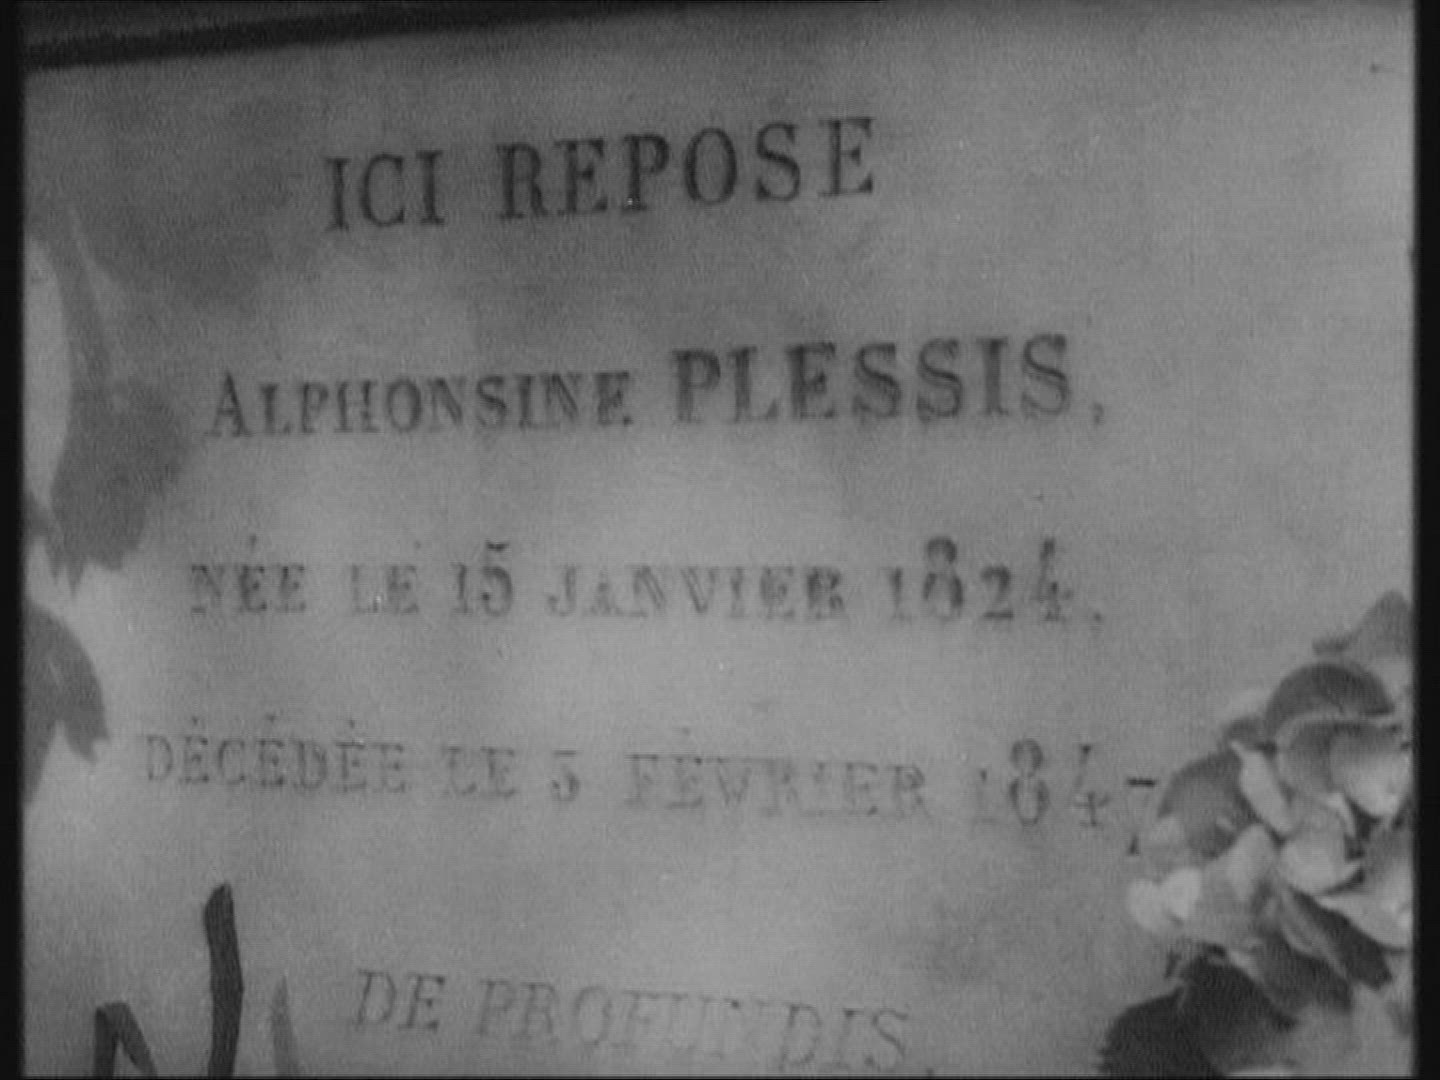 ICI REPOSE
ALPHONSINE PLESSIS,
NÉE LE 15 JANVIER 1824.
DÉCÉDÉE LE 3 FÉVRIER 1847
DE PROFUNDIS.